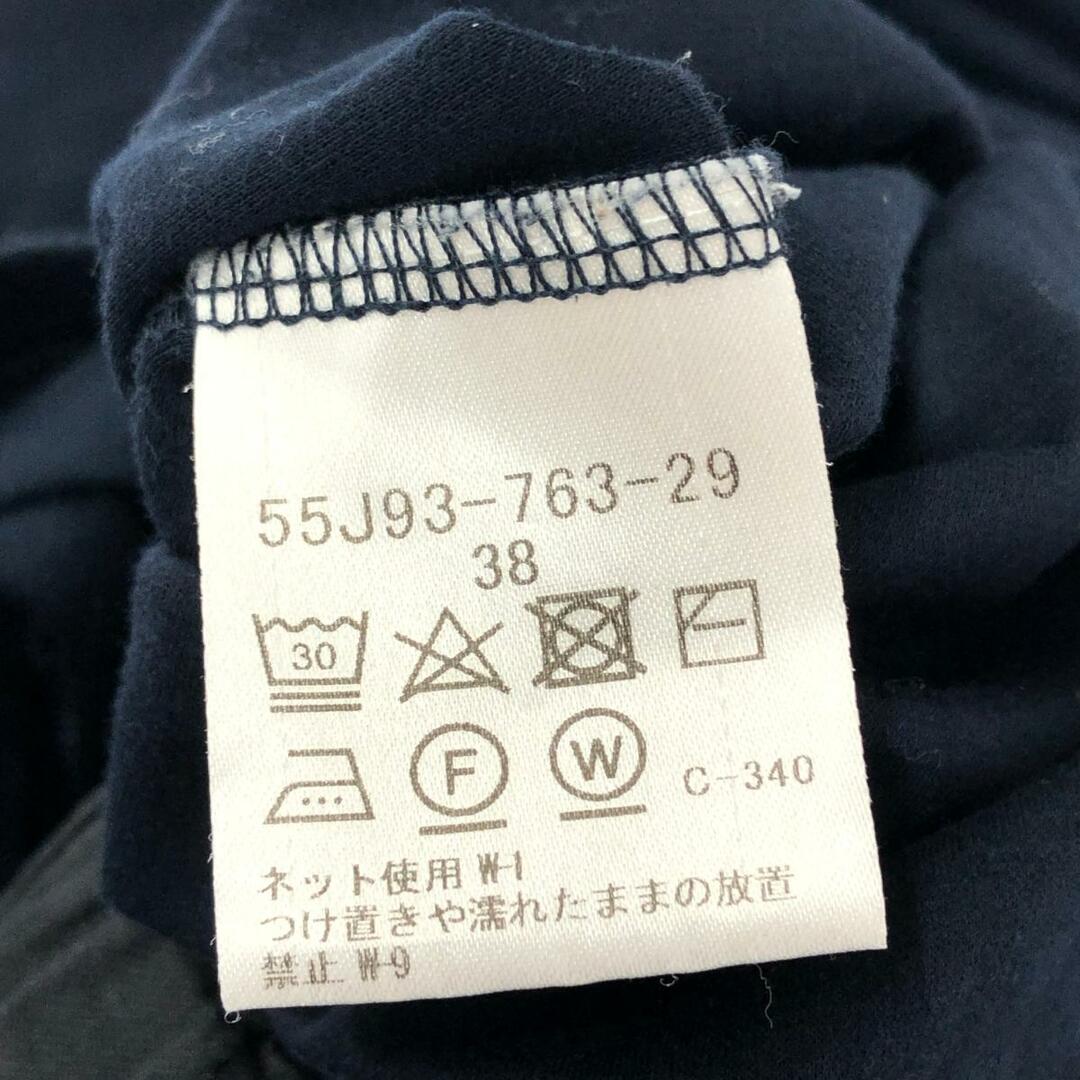 55J93-763-29
38
30
F W C-340
ネット使用 W-1
つけ置きや濡れたままの放置
禁止 W-9